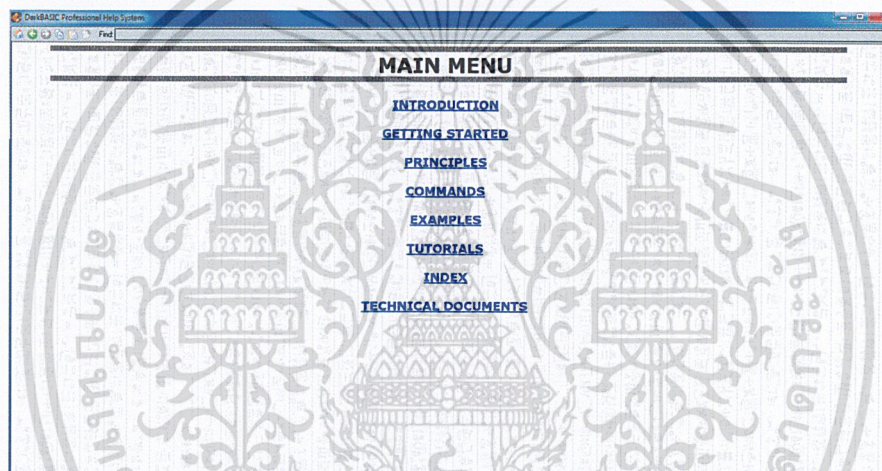 DarkBASIC Professional Help System
Find
MAIN MENU
INTRODUCTION
GETTING STARTED
PRINCIPLES
COMMANDS
EXAMPLES
TUTORIALS
INDEX
TECHNICAL DOCUMENTS